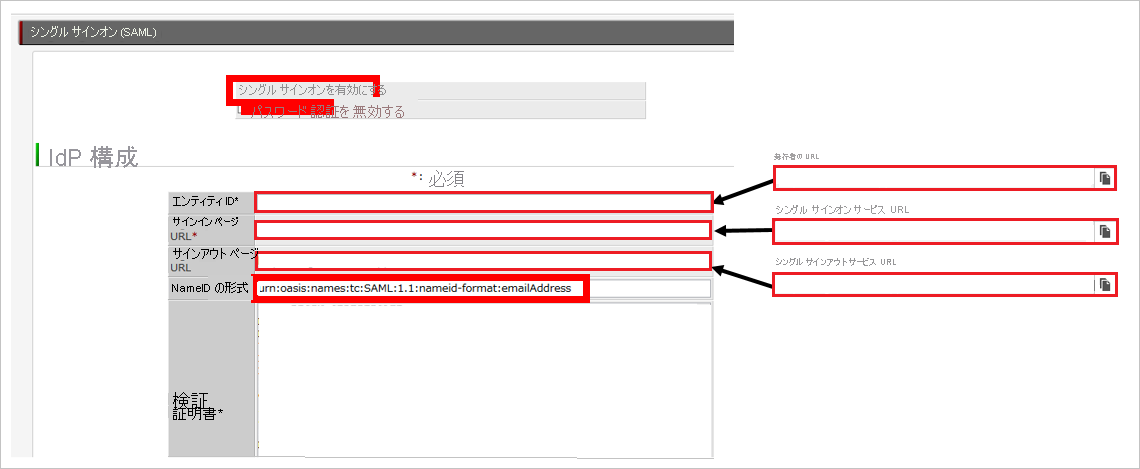 シングル サインオン (SAML)
シングル サインオンを有効にする
パスワード 認証を 無効する
IdP 構成
*: 必須
エンティティ ID*
サインイン ページ
URL*
サインアウト ページ
URL
NameID の形式
urn:oasis:names:tc:SAML:1.1:nameid-format:emailAddress
検証
証明書*
発行者の URL
シングル サインオン サービス URL
シングル サインアウトサービス URL